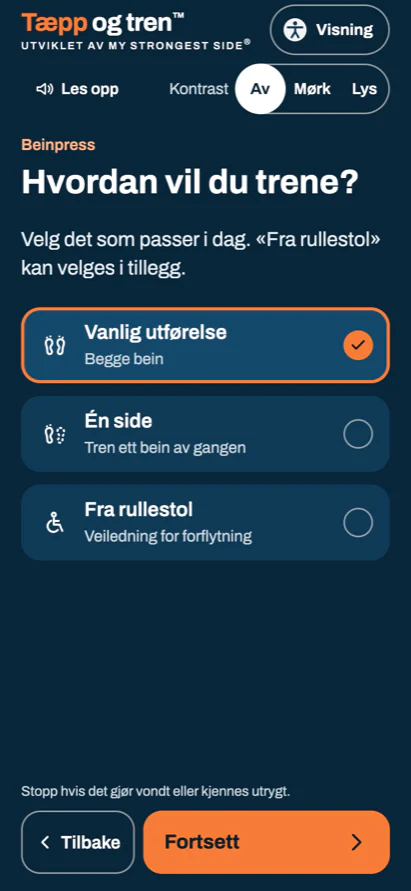 Tæpp og tren™
UTVIKLET AV MY STRONGEST SIDE®
Visning
Les opp
Kontrast
Av
Mørk
Lys
Beinpress
Hvordan vil du trene?
Velg det som passer i dag. «Fra rullestol»
kan velges i tillegg.
Vanlig utførelse
Begge bein
Én side
Tren ett bein av gangen
Fra rullestol
Veiledning for forflytning
Stopp hvis det gjør vondt eller kjennes utrygt.
Tilbake
Fortsett